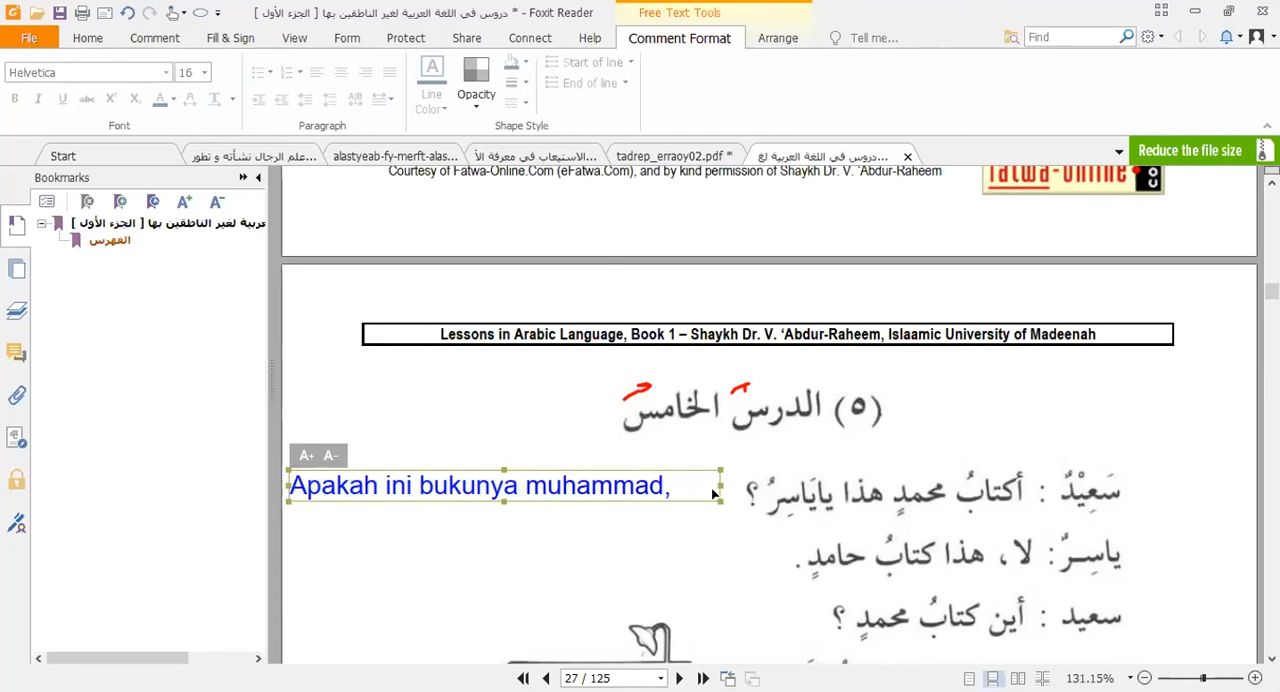 دروس في اللغة العربية لغير الناطقين بها [ الجزء الأول ] * - Foxit Reader
Free Text Tools
File Home Comment Fill & Sign View Form Protect Share Connect Help Comment Format Arrange Tell me... Find
Helvetica 16
Line Color
Opacity
Start of line
End of line
Font Paragraph Shape Style
Start
علم الرجال نشأته و تطور...
alastyeab-fy-merft-alas...
الاستيعاب في معرفة الأ...
tadrep_erraoy02.pdf *
دروس في اللغة العربية لغ...
Reduce the file size
Bookmarks
عربية لغير الناطقين بها [ الجزء الأول ]
الفهرس
Courtesy of Fatwa-Online.Com (eFatwa.Com), and by kind permission of Shaykh Dr. V. ‘Abdur-Raheem
fatwa-online
Lessons in Arabic Language, Book 1 – Shaykh Dr. V. ‘Abdur-Raheem, Islaamic University of Madeenah
(٥) الدرس الخامس
A+ A-
Apakah ini bukunya muhammad,
سَعِيْدٌ : أكتابُ محمدٍ هذا يايَاسِرُ ؟
ياسِـرٌ: لا، هذا كتابُ حامدٍ.
سعيد : أين كتابُ محمدٍ ؟
27 / 125
131.15%